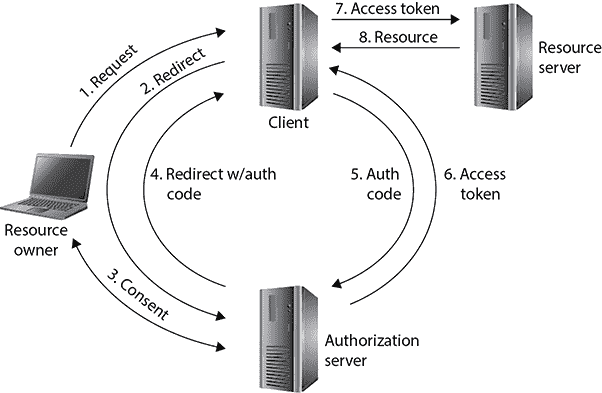 7. Access token
8. Resource
Resource
server
1. Request
2. Redirect
Client
4. Redirect w/auth
code
5. Auth
code
6. Access
token
Resource
owner
3. Consent
Authorization
server